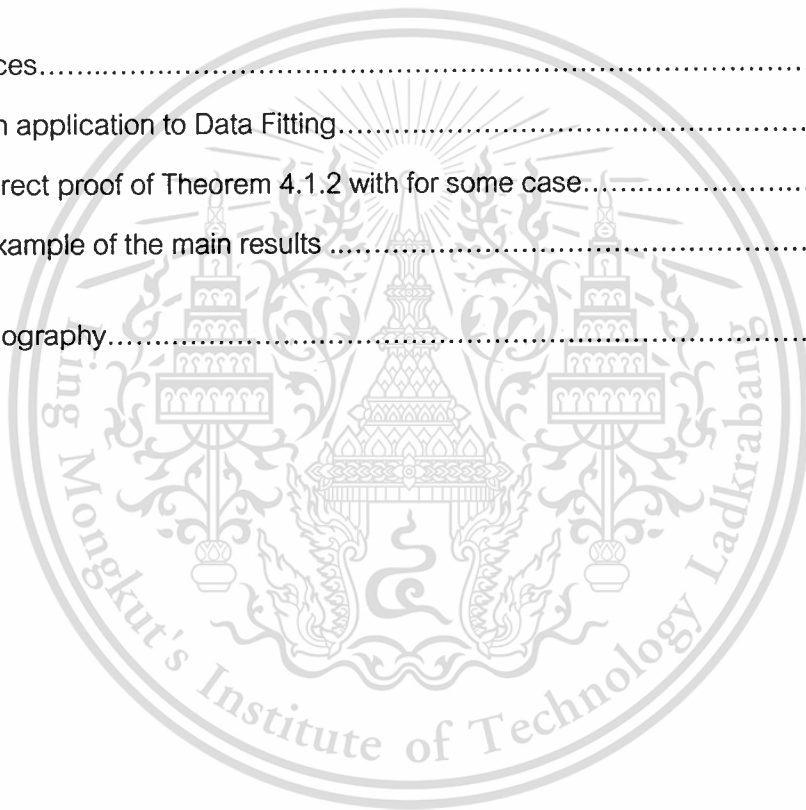 ces
n application to Data Fitting
rect proof of Theorem 4.1.2 with for some case
xample of the main results
ography
King Mongkut's Institute of Technology Ladkrabang